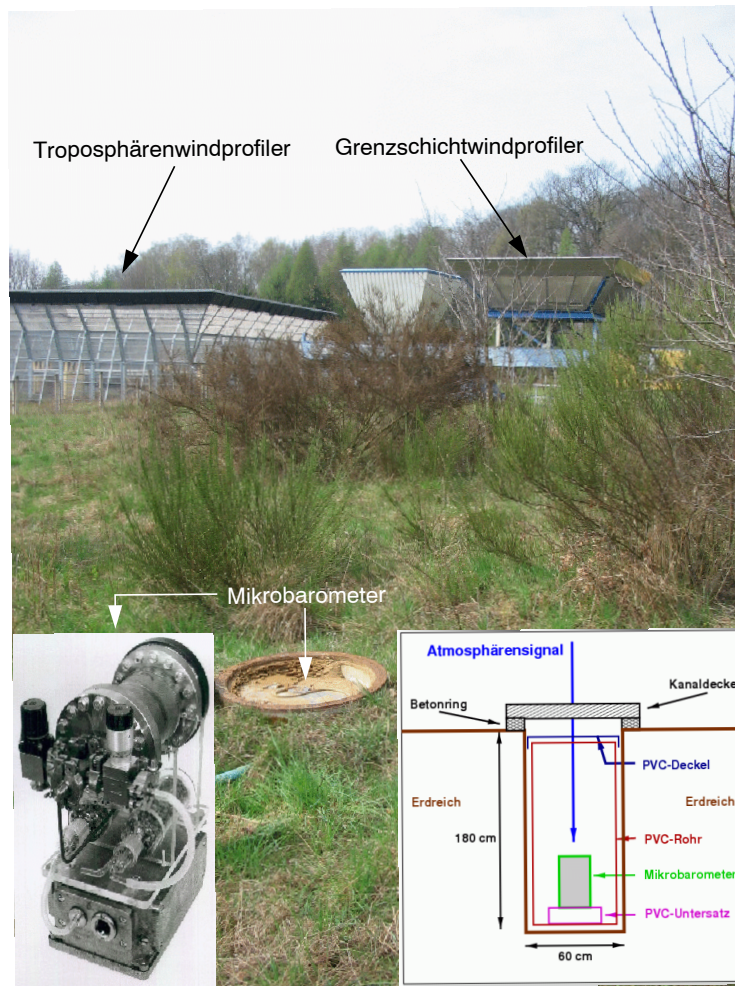 Troposphärenwindprofiler
Grenzschichtwindprofiler
Mikrobarometer
Atmosphärensignal
Kanaldecke
Betonring
PVC-Deckel
Erdreich
Erdreich
180 cm
PVC-Rohr
Mikrobarometer
PVC-Untersatz
60 cm